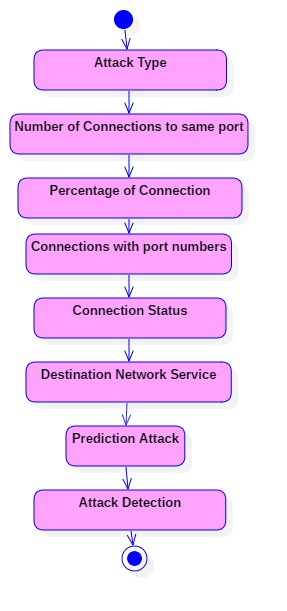 Attack Type
Number of Connections to same port
Percentage of Connection
Connections with port numbers
Connection Status
Destination Network Service
Prediction Attack
Attack Detection